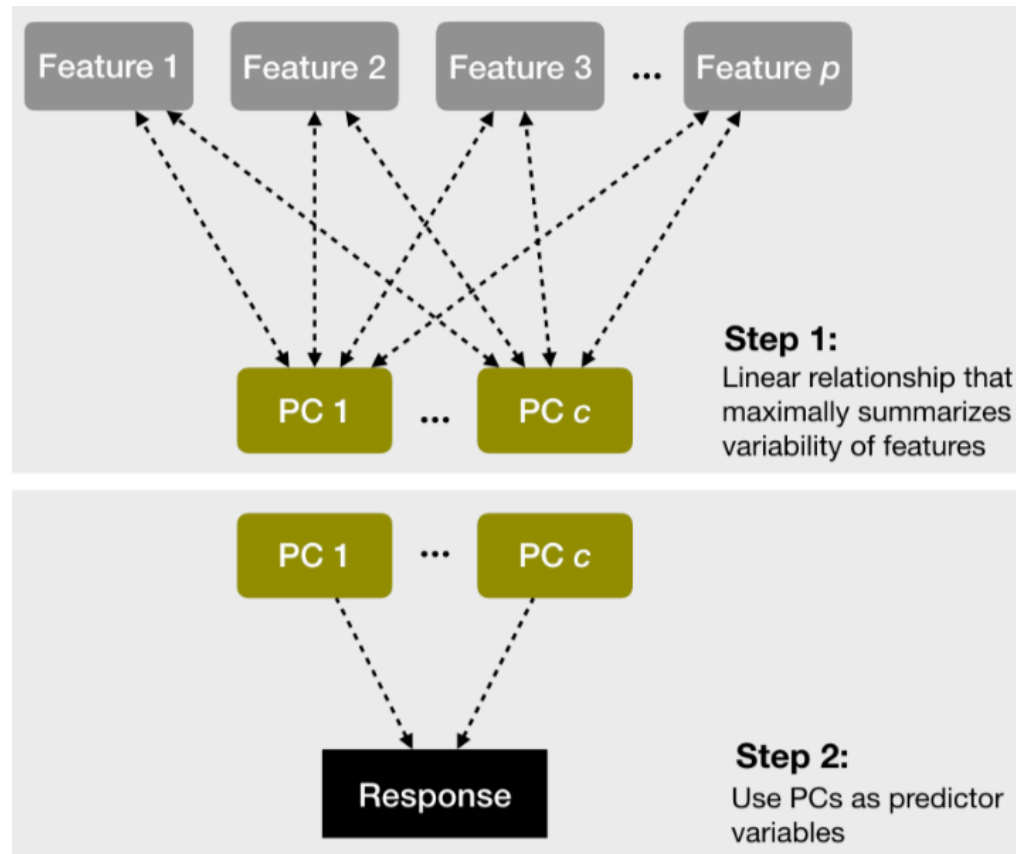 Feature 1 Feature 2 Feature 3 ... Feature p
Step 1:
Linear relationship that
maximally summarizes
variability of features
PC 1 ... PC c
PC 1 ... PC c
Response
Step 2:
Use PCs as predictor
variables